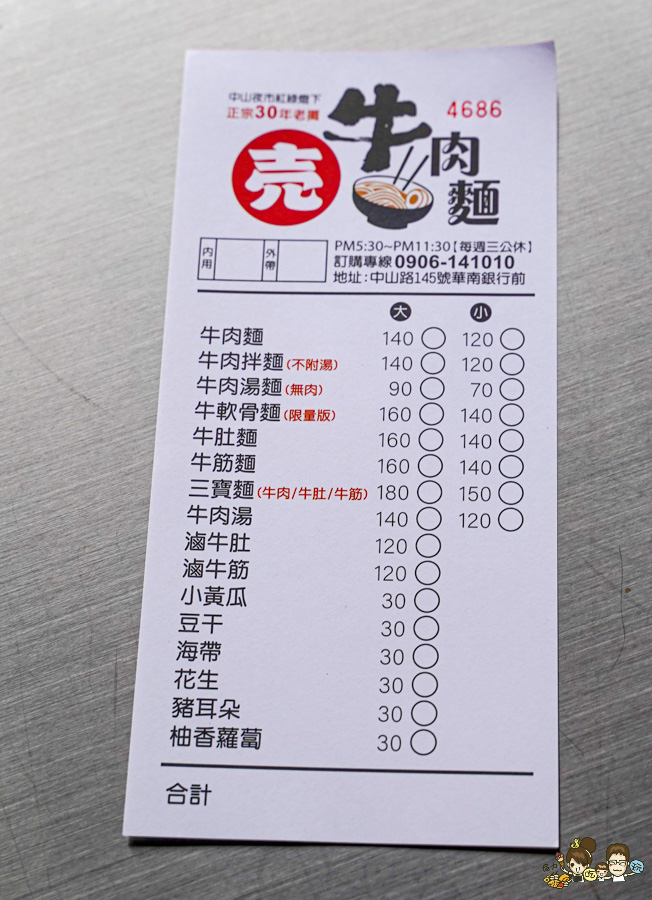 中山夜市紅綠燈下
正宗30年老攤
売
牛肉麵
4686
內用
外帶
PM5:30~PM11:30【每週三公休】
訂購專線0906-141010
地址:中山路145號華南銀行前
大 小
牛肉麵 140 120
牛肉拌麵(不附湯) 140 120
牛肉湯麵(無肉) 90 70
牛軟骨麵(限量版) 160 140
牛肚麵 160 140
牛筋麵 160 140
三寶麵(牛肉/牛肚/牛筋) 180 150
牛肉湯 140 120
滷牛肚 120
滷牛筋 120
小黃瓜 30
豆干 30
海帶 30
花生 30
豬耳朵 30
柚香蘿蔔 30
合計